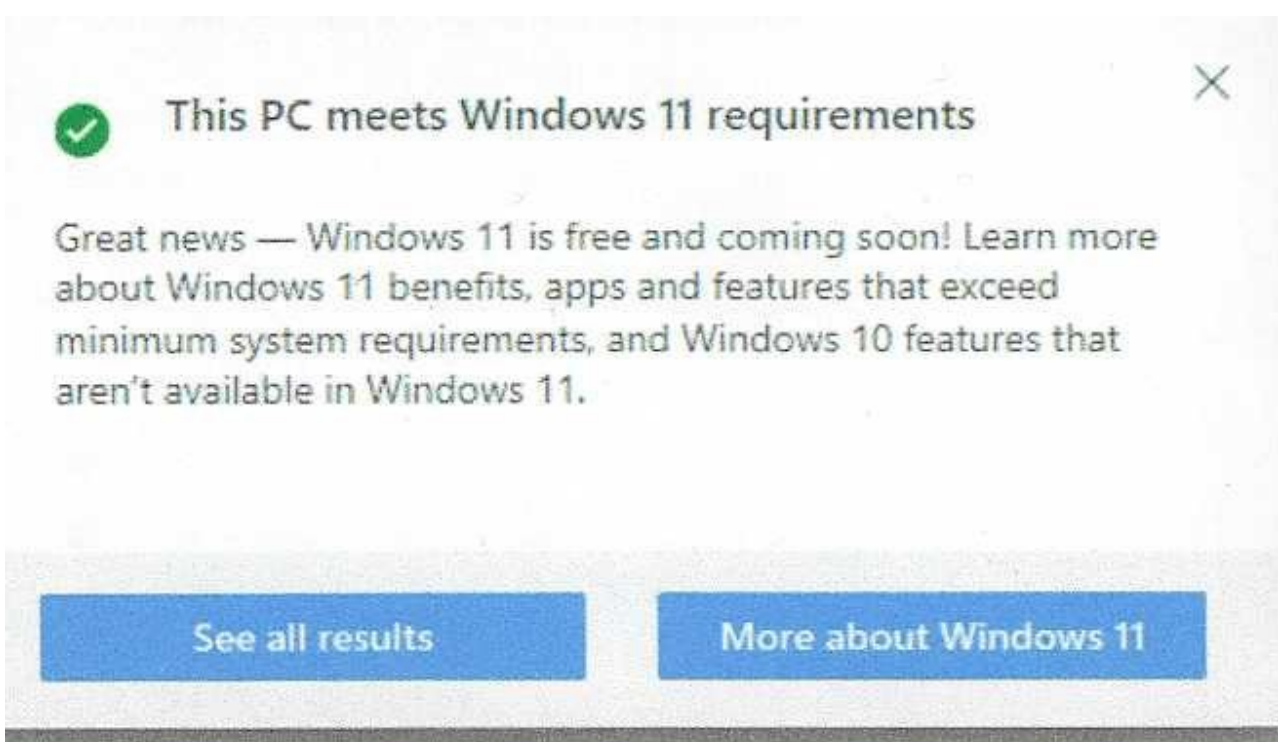 This PC meets Windows 11 requirements
Great news — Windows 11 is free and coming soon! Learn more
about Windows 11 benefits, apps and features that exceed
minimum system requirements, and Windows 10 features that
aren't available in Windows 11.
See all results
More about Windows 11